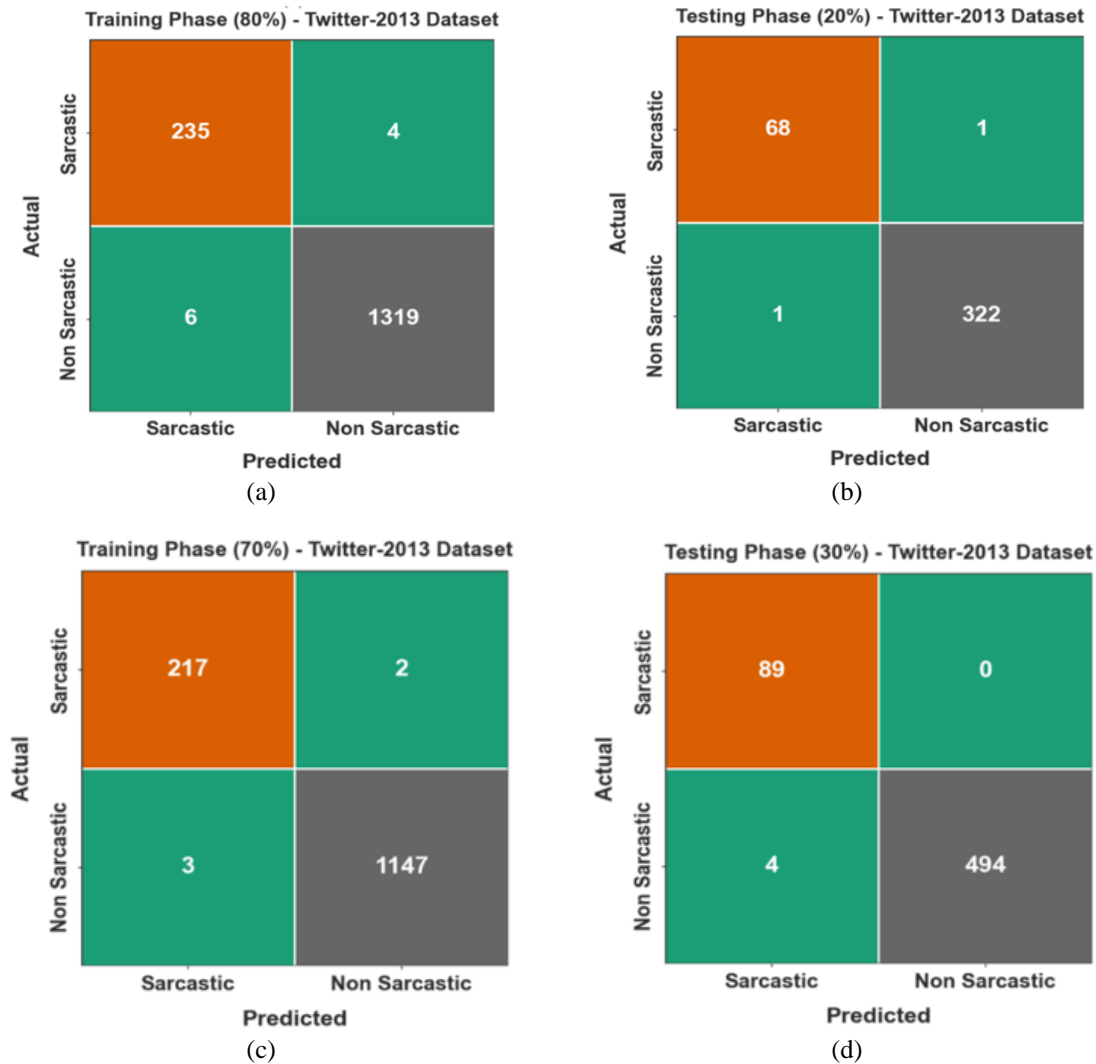 Training Phase (80%) - Twitter-2013 Dataset
Sarcastic
Non Sarcastic
Actual
235
4
6
1319
Sarcastic
Non Sarcastic
Predicted
(a)
Testing Phase (20%) - Twitter-2013 Dataset
Sarcastic
Non Sarcastic
Actual
68
1
1
322
Sarcastic
Non Sarcastic
Predicted
(b)
Training Phase (70%) - Twitter-2013 Dataset
Sarcastic
Non Sarcastic
Actual
217
2
3
1147
Sarcastic
Non Sarcastic
Predicted
(c)
Testing Phase (30%) - Twitter-2013 Dataset
Sarcastic
Non Sarcastic
Actual
89
0
4
494
Sarcastic
Non Sarcastic
Predicted
(d)